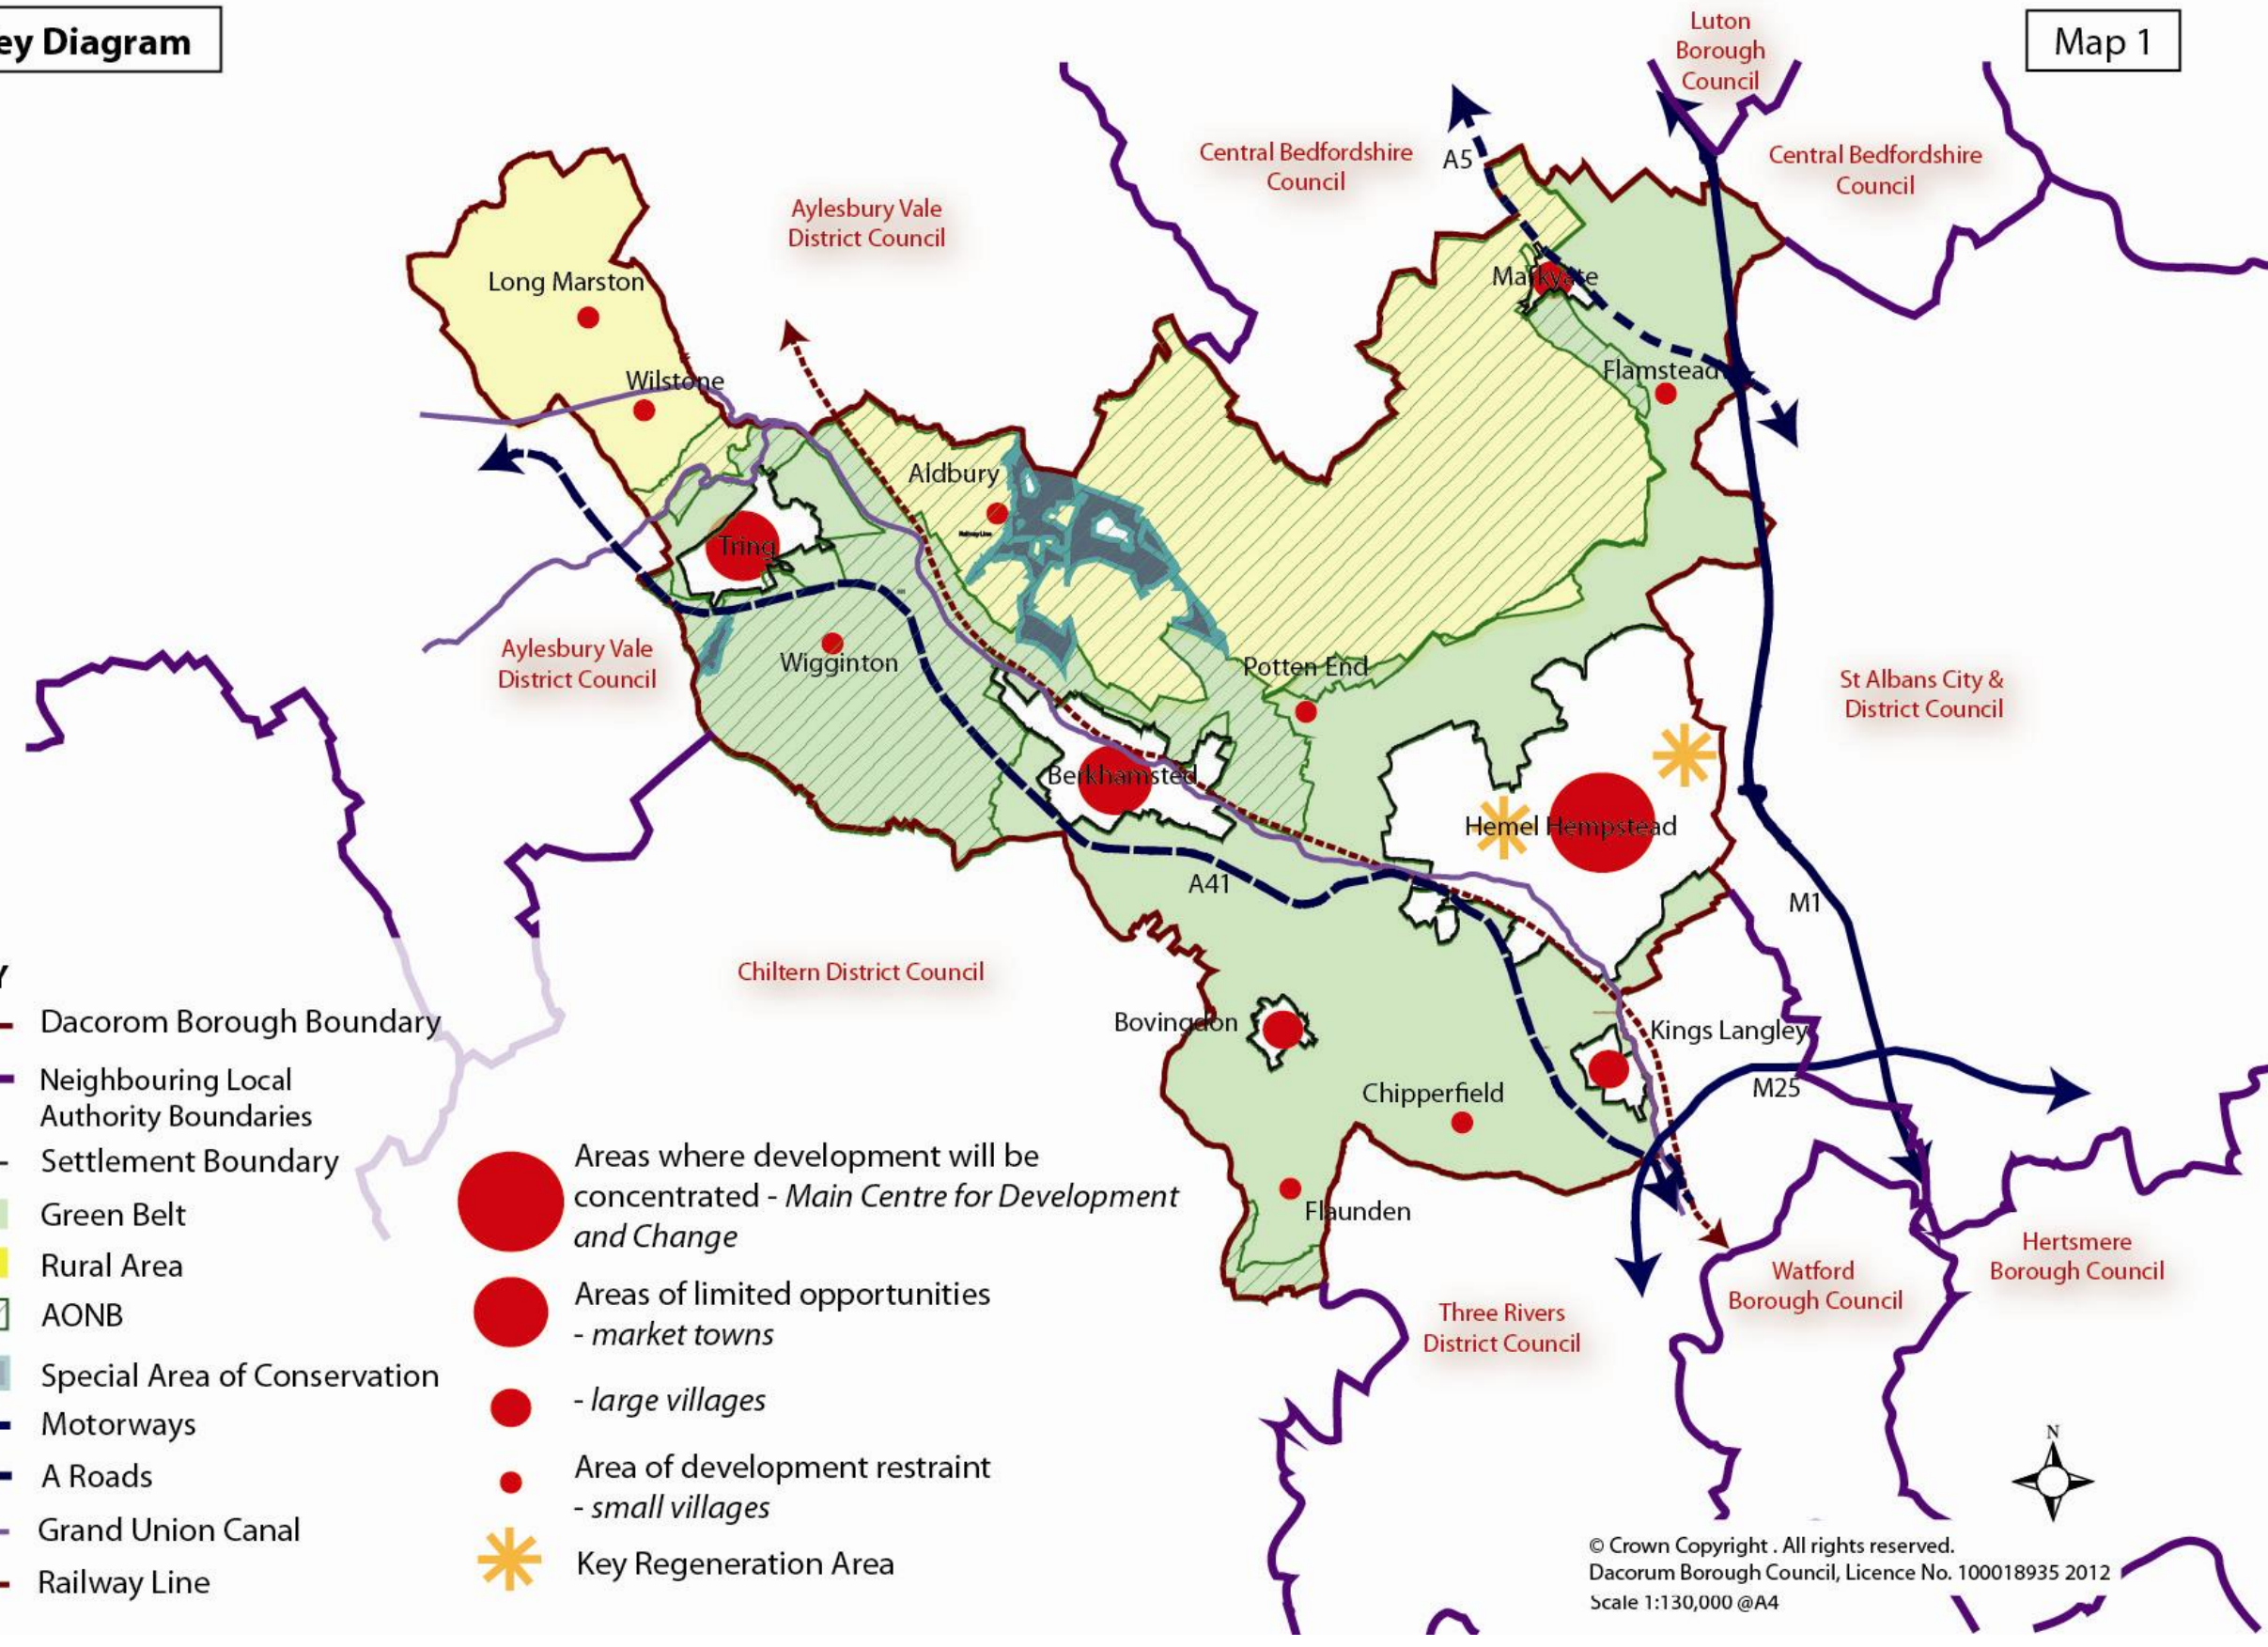 ey Diagram
Map 1
Luton
Borough
Council
Central Bedfordshire
Council
A5
Central Bedfordshire
Council
Aylesbury Vale
District Council
Long Marston
Markyate
Wilstone
Flamstead
Aldbury
Railway Line
Tring
Aylesbury Vale
District Council
Wigginton
Potten End
St Albans City &
District Council
Berkhamsted
Hemel Hempstead
A41
M1
Chiltern District Council
Bovingdon
Kings Langley
M25
Chipperfield
Flaunden
Three Rivers
District Council
Watford
Borough Council
Hertsmere
Borough Council
Y
Dacorom Borough Boundary
Neighbouring Local
Authority Boundaries
Settlement Boundary
Green Belt
Rural Area
AONB
Special Area of Conservation
Motorways
A Roads
Grand Union Canal
Railway Line
Areas where development will be
concentrated - Main Centre for Development
and Change
Areas of limited opportunities
- market towns
- large villages
Area of development restraint
- small villages
Key Regeneration Area
N
© Crown Copyright . All rights reserved.
Dacorum Borough Council, Licence No. 100018935 2012
Scale 1:130,000 @A4